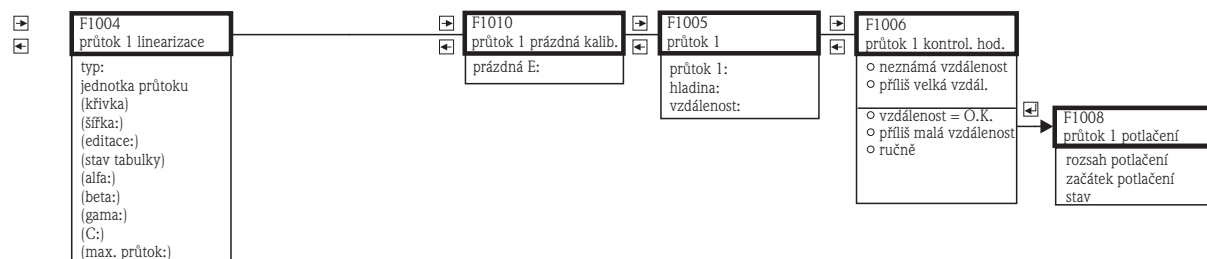 F1004
průtok 1 linearizace
typ:
jednotka průtoku
(křivka)
(šířka:)
(editace:)
(stav tabulky)
(alfa:)
(beta:)
(gama:)
(C:)
(max. průtok:)
F1010
průtok 1 prázdná kalib.
prázdná E:
F1005
průtok 1
průtok 1:
hladina:
vzdálenost:
F1006
průtok 1 kontrol. hod.
neznámá vzdálenost
příliš velká vzdál.
vzdálenost = O.K.
příliš malá vzdálenost
ručně
F1008
průtok 1 potlačení
rozsah potlačení
začátek potlačení
stav